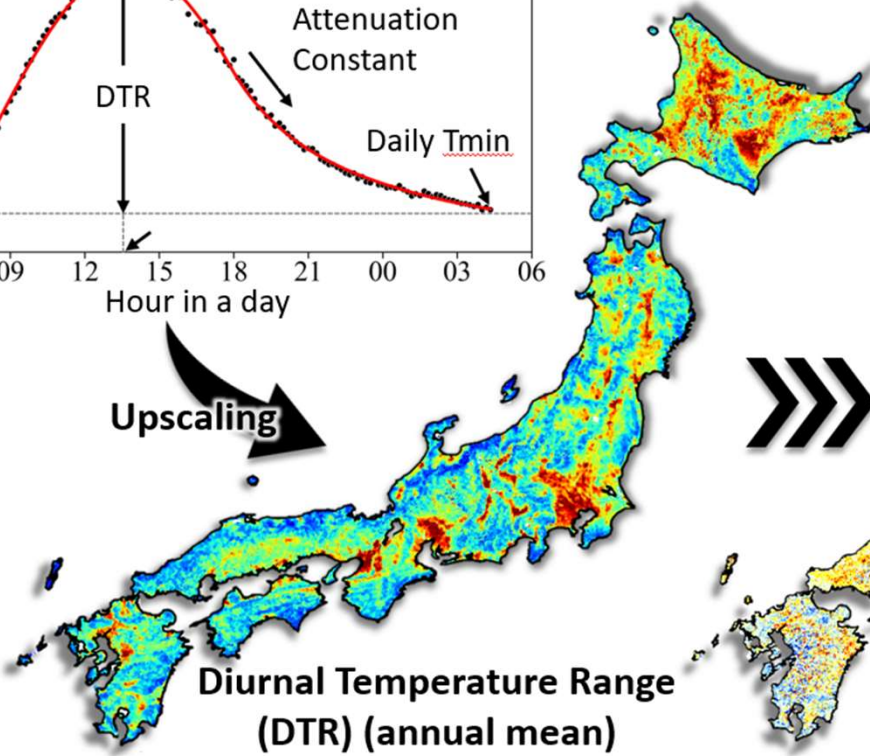 Attenuation
Constant
DTR
Daily Tmin
09 12 15 18 21 00 03 06
Hour in a day
Upscaling
Diurnal Temperature Range
(DTR) (annual mean)